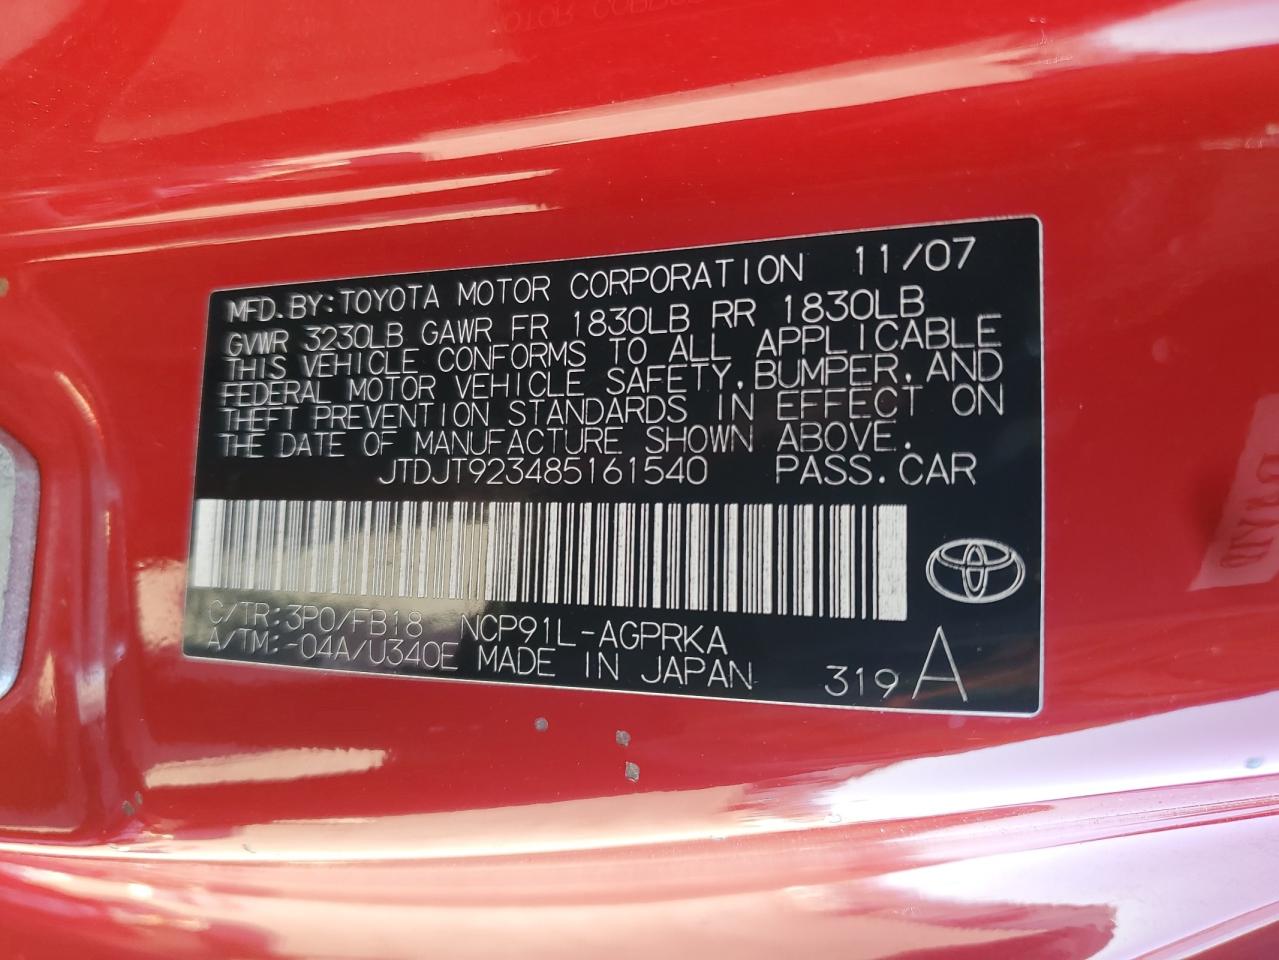 MFD.BY:TOYOTA MOTOR CORPORATION 11/07
GVWR 3230LB GAWR FR 1830LB RR 1830LB
THIS VEHICLE CONFORMS TO ALL APPLICABLE
FEDERAL MOTOR VEHICLE SAFETY,BUMPER,AND
THEFT PREVENTION STANDARDS IN EFFECT ON
THE DATE OF MANUFACTURE SHOWN ABOVE.
JTDJT923485161540 PASS.CAR
C/TR:3P0/FB18 NCP91L-AGPRKA
A/TM:-04A/U340E MADE IN JAPAN 319 A